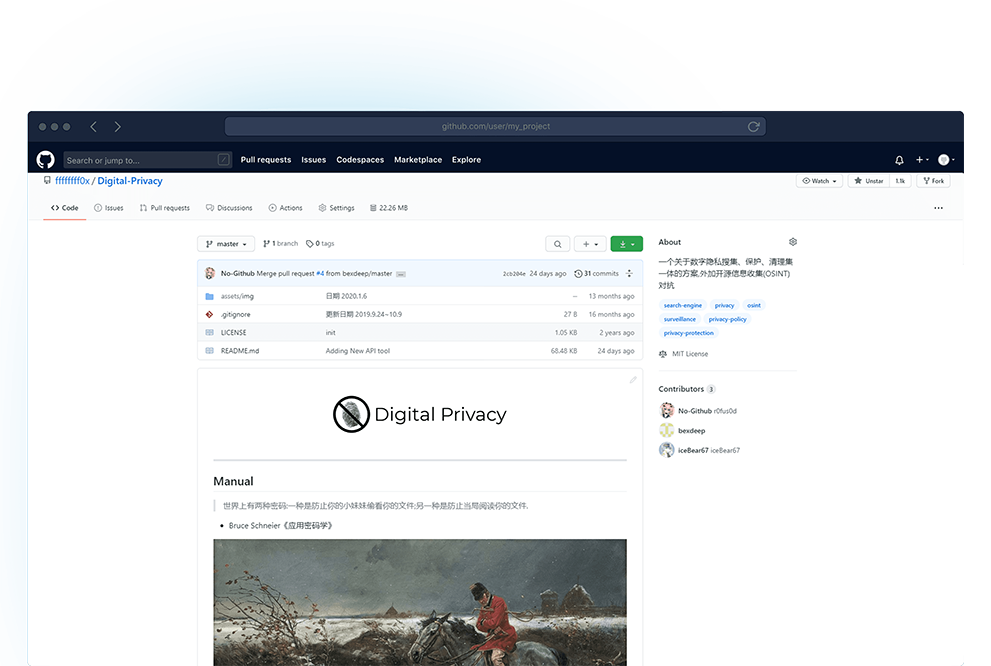 github.com/user/my_project
Search or jump to... /
Pull requests Issues Codespaces Marketplace Explore
ffffffff0x / Digital-Privacy
Watch Unstar 1.1k Fork
Code Issues Pull requests Discussions Actions Settings 22.26 MB
master 1 branch 0 tags
No-Github Merge pull request #4 from bexdeep/master ... 2cb204e 24 days ago 31 commits
assets/img 日期 2020.1.6 – 13 months ago
.gitignore 更新日期 2019.9.24~10.9 27 B 16 months ago
LICENSE init 1.05 KB 2 years ago
README.md Adding New API tool 68.48 KB 24 days ago
Digital Privacy
Manual
世界上有两种密码:一种是防止你的小妹妹偷看你的文件;另一种是防止当局阅读你的文件.
• Bruce Schneier《应用密码学》
About
一个关于数字隐私搜集、保护、清理集
一体的方案,外加开源信息收集(OSINT)
对抗
search-engine privacy osint
surveillance privacy-policy
privacy-protection
MIT License
Contributors 3
No-Github r0fus0d
bexdeep
iceBear67 iceBear67